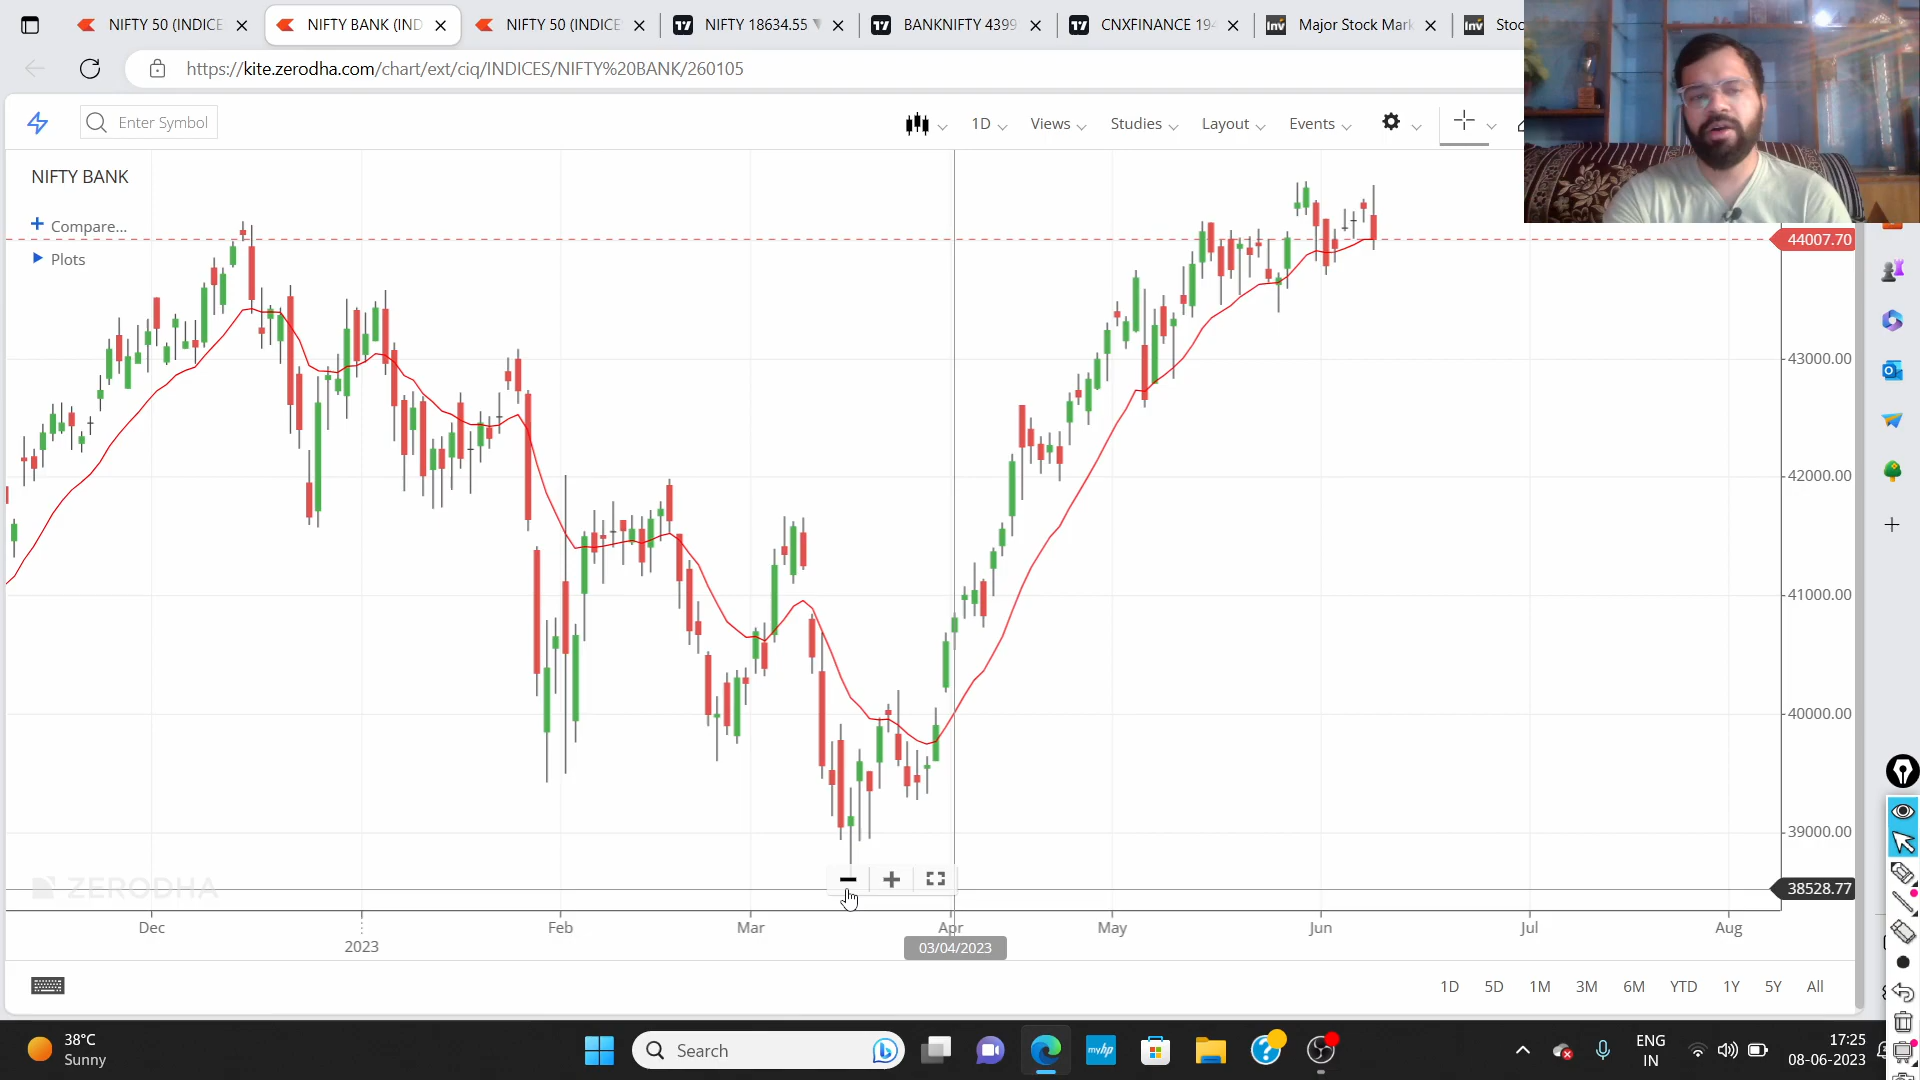 NIFTY 50 (INDICE
NIFTY BANK (IND
NIFTY 50 (INDICE
NIFTY 18634.55
BANKNIFTY 4399
CNXFINANCE 19
Major Stock Mark
Stoc
https://kite.zerodha.com/chart/ext/ciq/INDICES/NIFTY%20BANK/260105
Enter Symbol
1D
Views
Studies
Layout
Events
NIFTY BANK
Compare...
Plots
44007.70
43000.00
42000.00
41000.00
40000.00
39000.00
38528.77
ZERODHA
Dec
2023
Feb
Mar
Apr
May
Jun
Jul
Aug
03/04/2023
1D 5D 1M 3M 6M YTD 1Y 5Y All
38°C
Sunny
Search
myhp
ENG
IN
17:25
08-06-2023